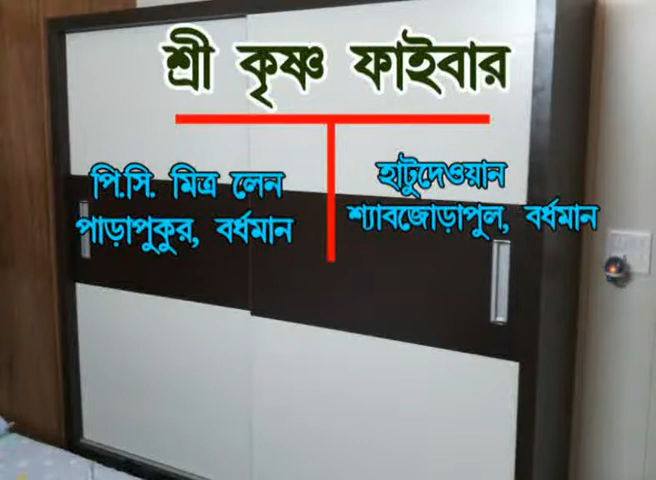 শ্রী কৃষ্ণ ফাইবার
পি.সি. মিত্র লেন
পাড়াপুকুর, বর্ধমান
হাটুদেওয়ান
শ্যাবজোড়াপুল, বর্ধমান